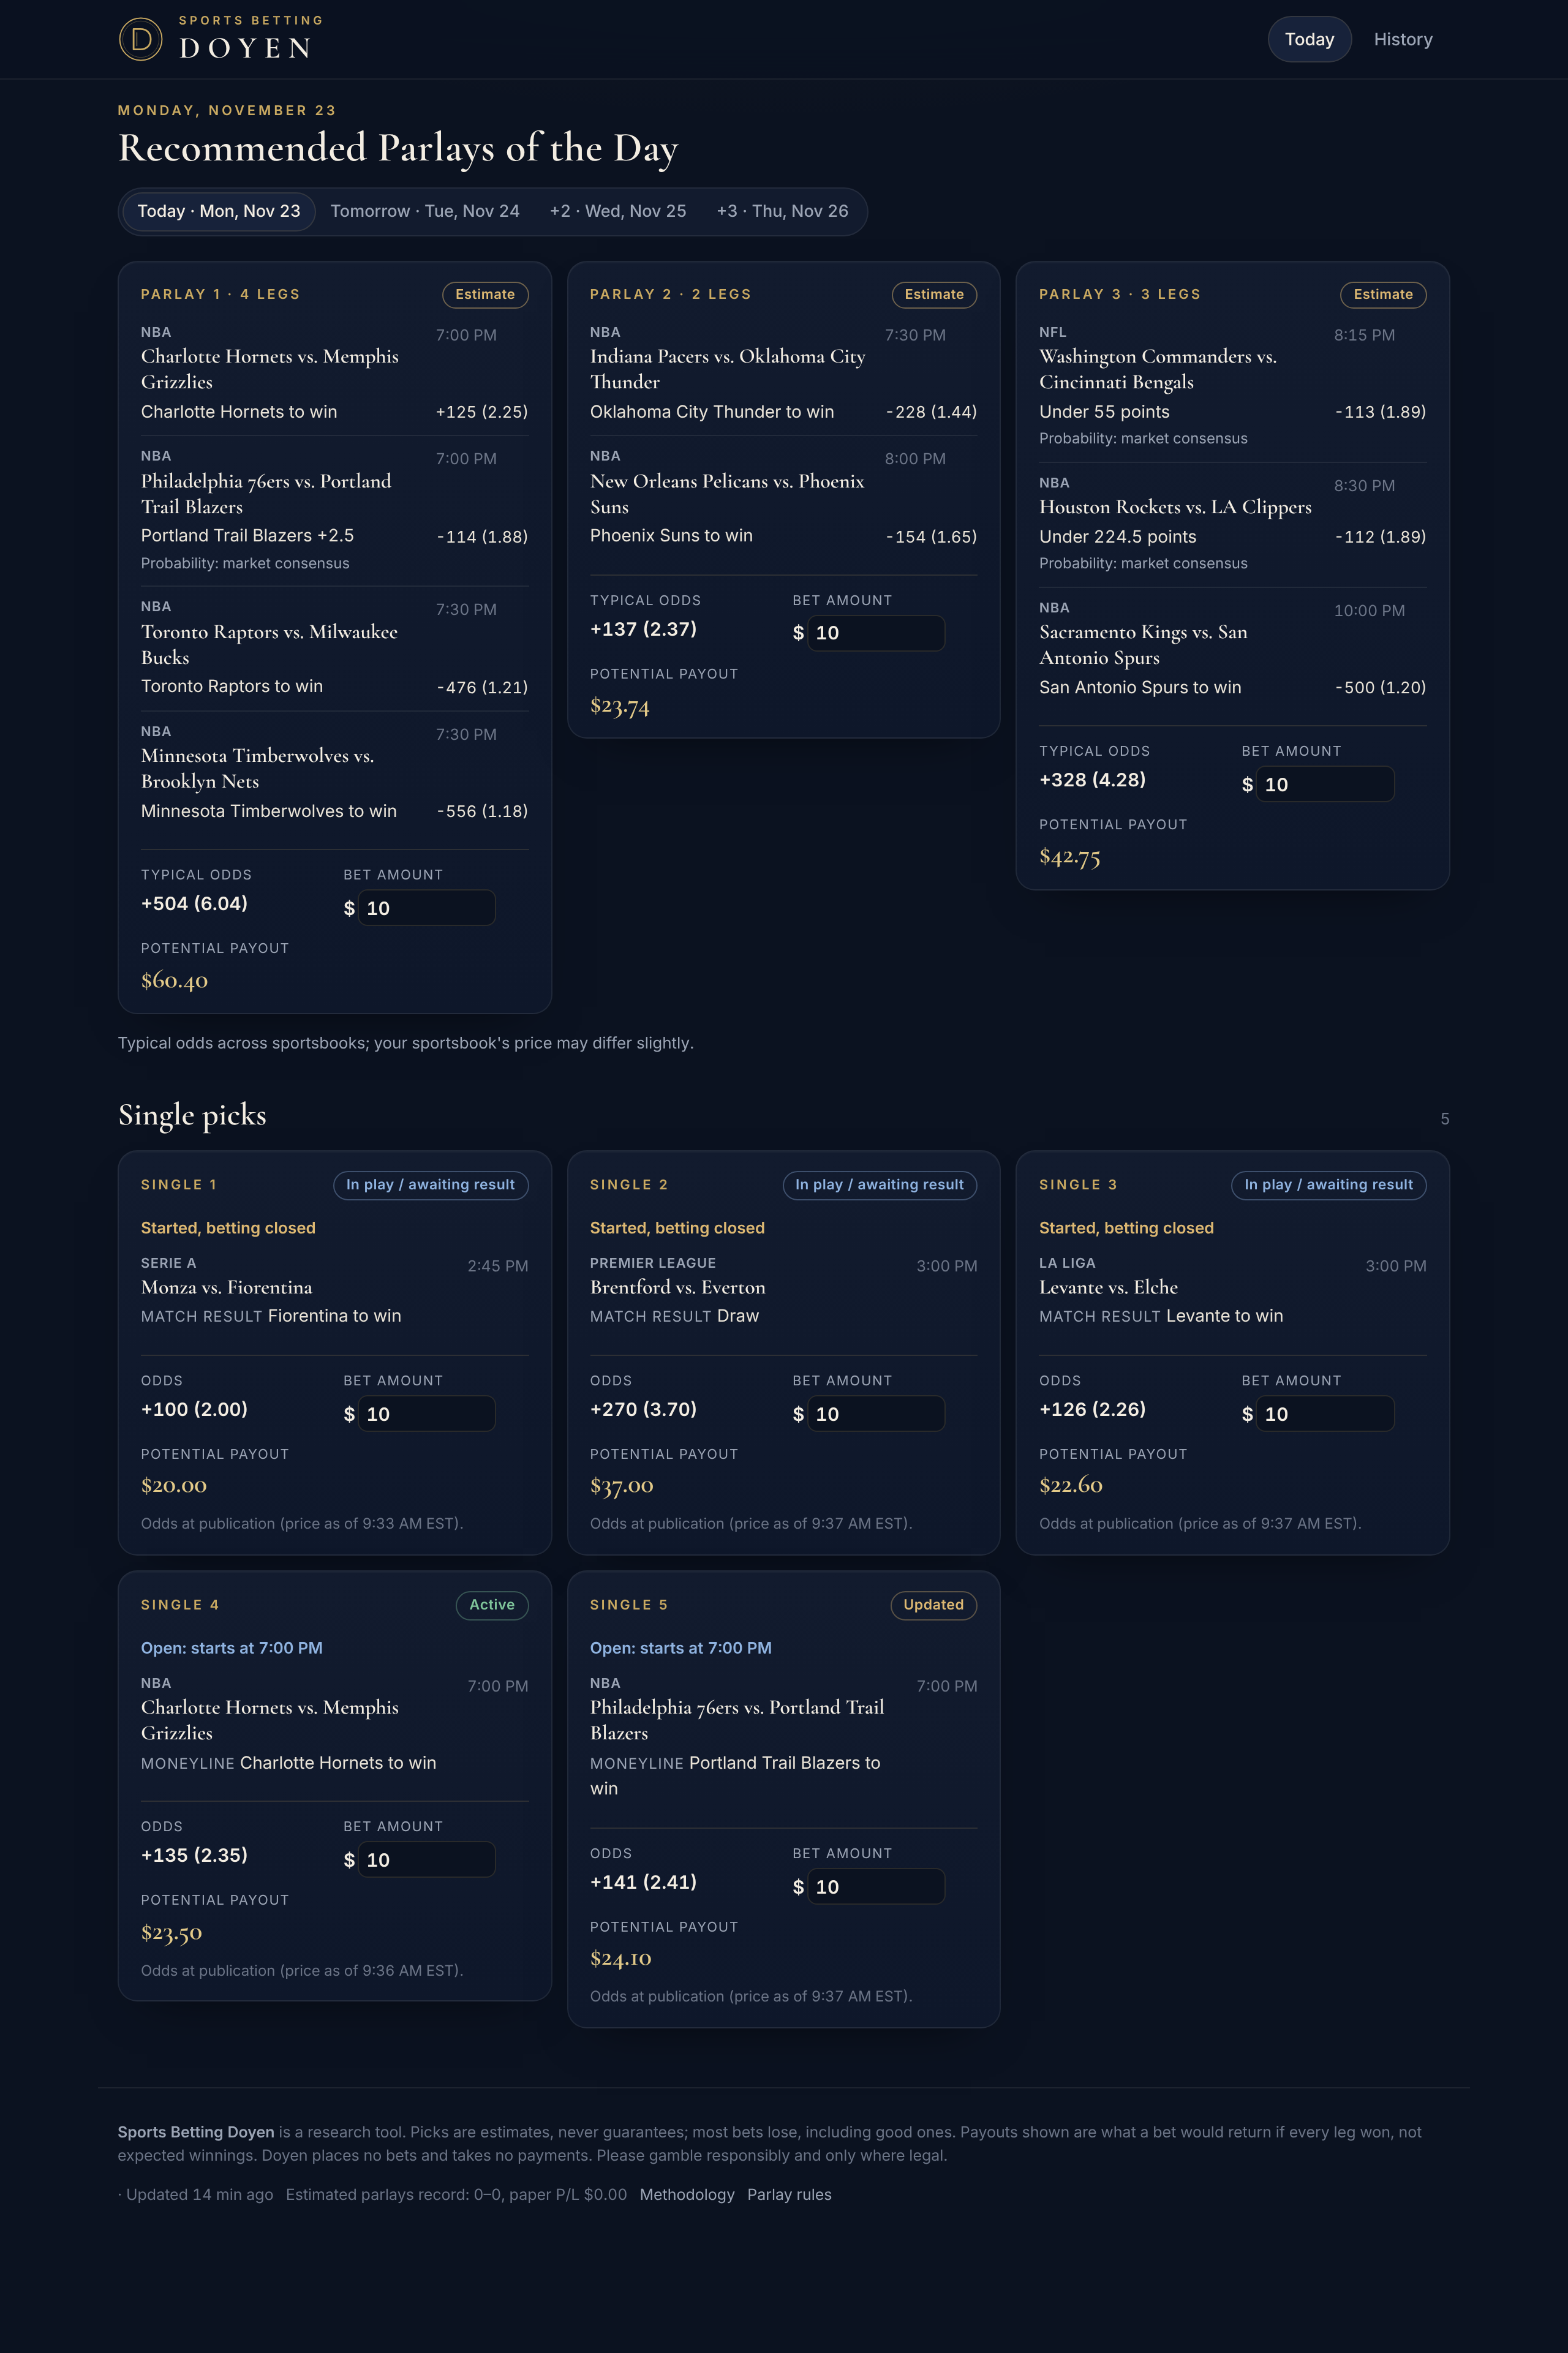 D
SPORTS BETTING
DOYEN
Today
History
MONDAY, NOVEMBER 23
Recommended Parlays of the Day
Today · Mon, Nov 23
Tomorrow · Tue, Nov 24
+2 · Wed, Nov 25
+3 · Thu, Nov 26
PARLAY 1 · 4 LEGS
Estimate
NBA
7:00 PM
Charlotte Hornets vs. Memphis
Grizzlies
Charlotte Hornets to win
+125 (2.25)
NBA
7:00 PM
Philadelphia 76ers vs. Portland
Trail Blazers
Portland Trail Blazers +2.5
-114 (1.88)
Probability: market consensus
NBA
7:30 PM
Toronto Raptors vs. Milwaukee
Bucks
Toronto Raptors to win
-476 (1.21)
NBA
7:30 PM
Minnesota Timberwolves vs.
Brooklyn Nets
Minnesota Timberwolves to win
-556 (1.18)
TYPICAL ODDS
+504 (6.04)
BET AMOUNT
$ 10
POTENTIAL PAYOUT
$60.40
PARLAY 2 · 2 LEGS
Estimate
NBA
7:30 PM
Indiana Pacers vs. Oklahoma City
Thunder
Oklahoma City Thunder to win
-228 (1.44)
NBA
8:00 PM
New Orleans Pelicans vs. Phoenix
Suns
Phoenix Suns to win
-154 (1.65)
TYPICAL ODDS
+137 (2.37)
BET AMOUNT
$ 10
POTENTIAL PAYOUT
$23.74
PARLAY 3 · 3 LEGS
Estimate
NFL
8:15 PM
Washington Commanders vs.
Cincinnati Bengals
Under 55 points
-113 (1.89)
Probability: market consensus
NBA
8:30 PM
Houston Rockets vs. LA Clippers
Under 224.5 points
-112 (1.89)
Probability: market consensus
NBA
10:00 PM
Sacramento Kings vs. San
Antonio Spurs
San Antonio Spurs to win
-500 (1.20)
TYPICAL ODDS
+328 (4.28)
BET AMOUNT
$ 10
POTENTIAL PAYOUT
$42.75
Typical odds across sportsbooks; your sportsbook's price may differ slightly.
Single picks
5
SINGLE 1
In play / awaiting result
Started, betting closed
SERIE A
2:45 PM
Monza vs. Fiorentina
MATCH RESULT Fiorentina to win
ODDS
+100 (2.00)
BET AMOUNT
$ 10
POTENTIAL PAYOUT
$20.00
Odds at publication (price as of 9:33 AM EST).
SINGLE 2
In play / awaiting result
Started, betting closed
PREMIER LEAGUE
3:00 PM
Brentford vs. Everton
MATCH RESULT Draw
ODDS
+270 (3.70)
BET AMOUNT
$ 10
POTENTIAL PAYOUT
$37.00
Odds at publication (price as of 9:37 AM EST).
SINGLE 3
In play / awaiting result
Started, betting closed
LA LIGA
3:00 PM
Levante vs. Elche
MATCH RESULT Levante to win
ODDS
+126 (2.26)
BET AMOUNT
$ 10
POTENTIAL PAYOUT
$22.60
Odds at publication (price as of 9:37 AM EST).
SINGLE 4
Active
Open: starts at 7:00 PM
NBA
7:00 PM
Charlotte Hornets vs. Memphis
Grizzlies
MONEYLINE Charlotte Hornets to win
ODDS
+135 (2.35)
BET AMOUNT
$ 10
POTENTIAL PAYOUT
$23.50
Odds at publication (price as of 9:36 AM EST).
SINGLE 5
Updated
Open: starts at 7:00 PM
NBA
7:00 PM
Philadelphia 76ers vs. Portland Trail
Blazers
MONEYLINE Portland Trail Blazers to
win
ODDS
+141 (2.41)
BET AMOUNT
$ 10
POTENTIAL PAYOUT
$24.10
Odds at publication (price as of 9:37 AM EST).
Sports Betting Doyen is a research tool. Picks are estimates, never guarantees; most bets lose, including good ones. Payouts shown are what a bet would return if every leg won, not
expected winnings. Doyen places no bets and takes no payments. Please gamble responsibly and only where legal.
· Updated 14 min ago Estimated parlays record: 0–0, paper P/L $0.00 Methodology Parlay rules